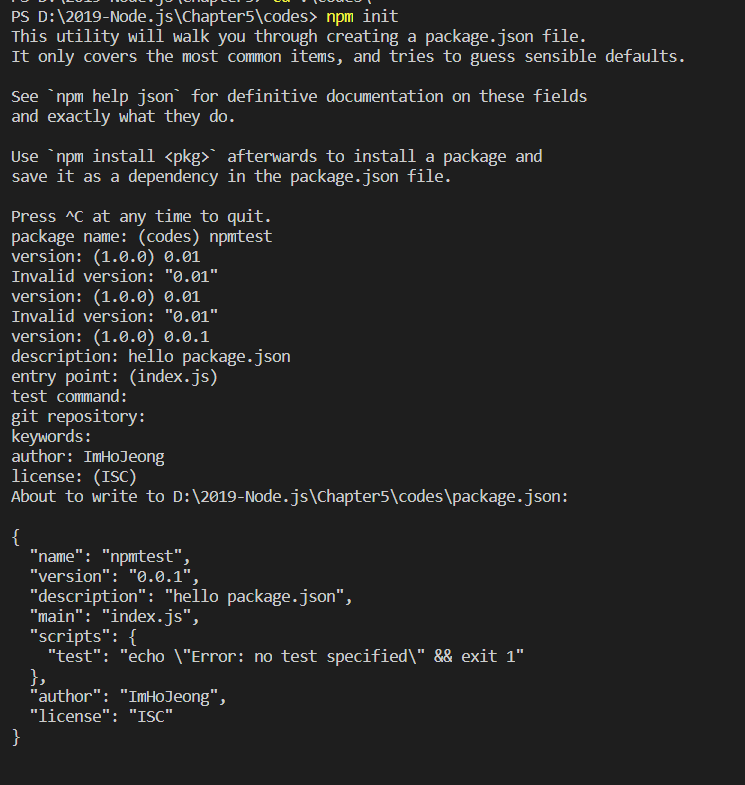 PS D:\2019-Node.js\Chapter5> cd .\codes\
PS D:\2019-Node.js\Chapter5\codes> npm init
This utility will walk you through creating a package.json file.
It only covers the most common items, and tries to guess sensible defaults.

See `npm help json` for definitive documentation on these fields
and exactly what they do.

Use `npm install <pkg>` afterwards to install a package and
save it as a dependency in the package.json file.

Press ^C at any time to quit.
package name: (codes) npmtest
version: (1.0.0) 0.01
Invalid version: "0.01"
version: (1.0.0) 0.01
Invalid version: "0.01"
version: (1.0.0) 0.0.1
description: hello package.json
entry point: (index.js)
test command:
git repository:
keywords:
author: ImHoJeong
license: (ISC)
About to write to D:\2019-Node.js\Chapter5\codes\package.json:

{
  "name": "npmtest",
  "version": "0.0.1",
  "description": "hello package.json",
  "main": "index.js",
  "scripts": {
    "test": "echo \"Error: no test specified\" && exit 1"
  },
  "author": "ImHoJeong",
  "license": "ISC"
}